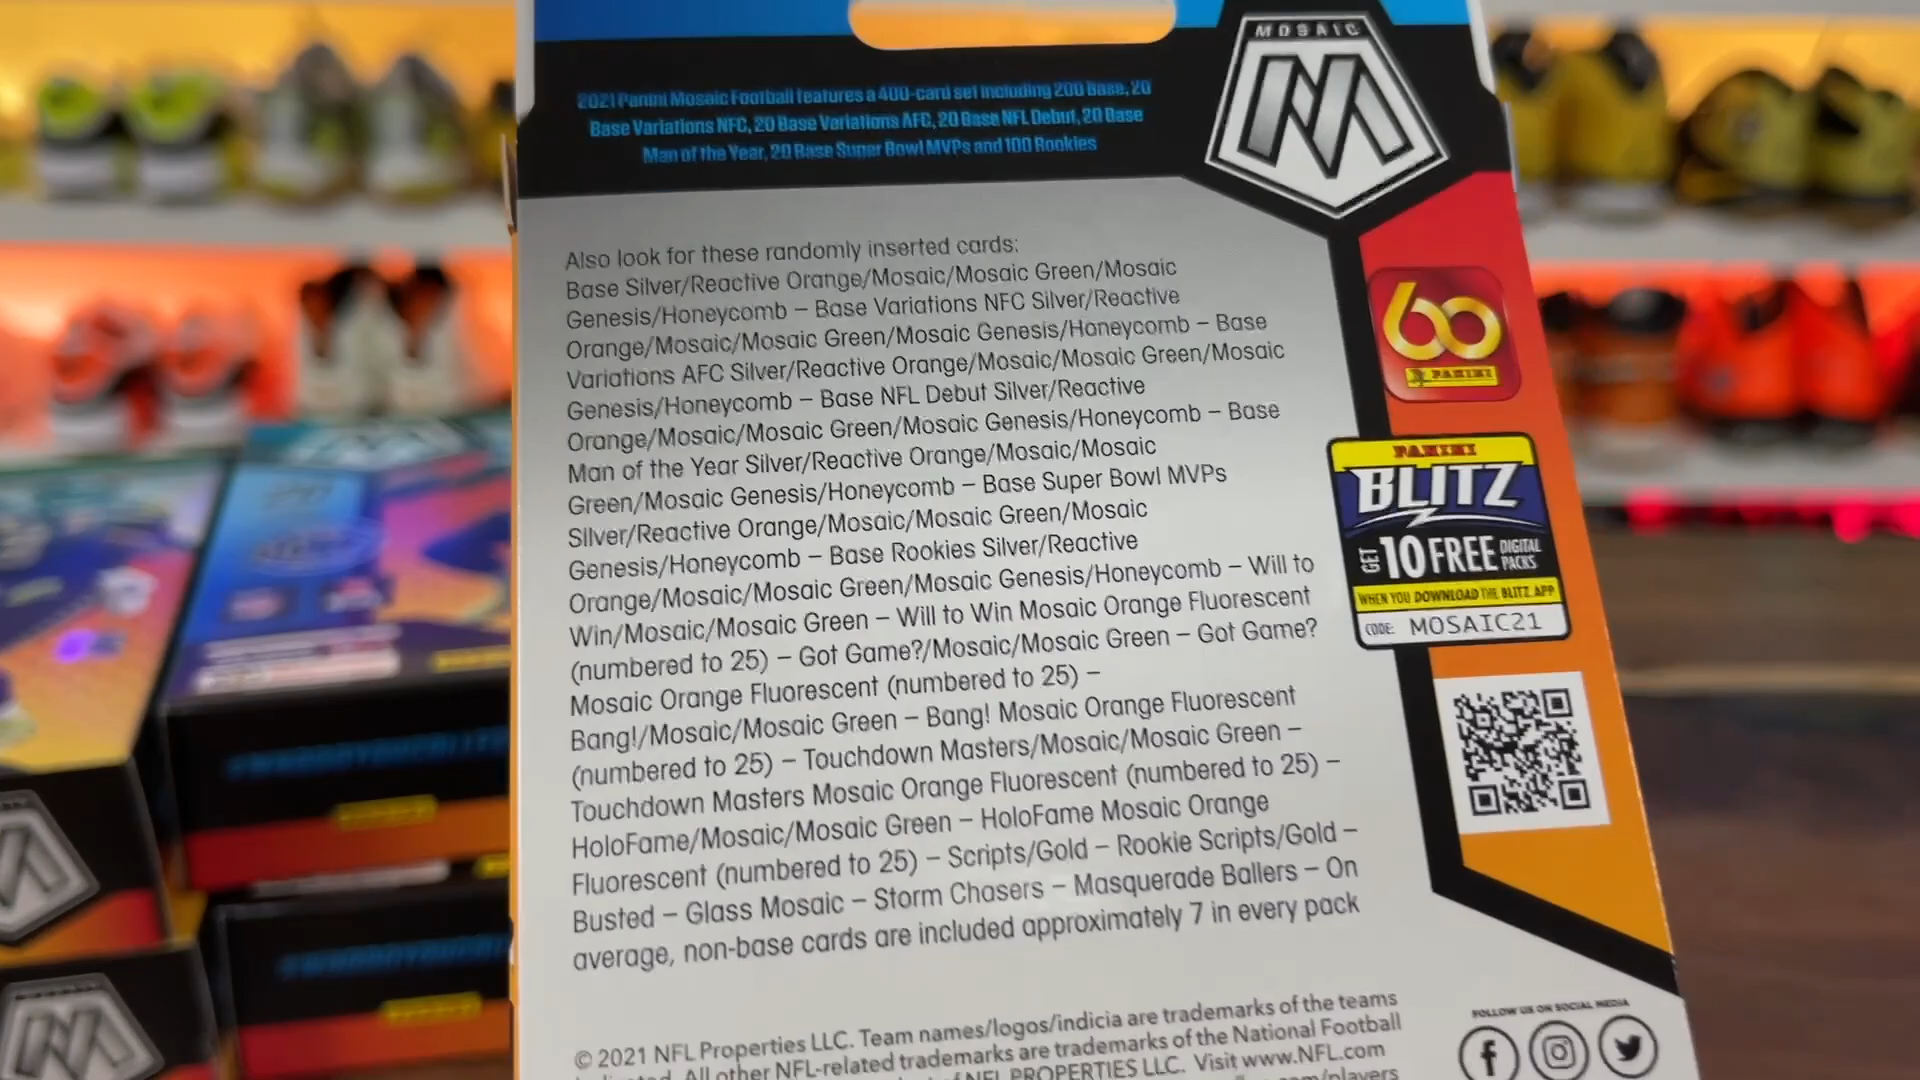 MOSAIC
2021 Panini Mosaic Football features a 400-card set including 200 Base, 20
Base Variations NFC, 20 Base Variations AFC, 20 Base NFL Debut, 20 Base
Man of the Year, 20 Base Super Bowl MVPs and 100 Rookies
Also look for these randomly inserted cards:
Base Silver/Reactive Orange/Mosaic/Mosaic Green/Mosaic
Genesis/Honeycomb – Base Variations NFC Silver/Reactive
Orange/Mosaic/Mosaic Green/Mosaic Genesis/Honeycomb – Base
Variations AFC Silver/Reactive Orange/Mosaic/Mosaic Green/Mosaic
Genesis/Honeycomb – Base NFL Debut Silver/Reactive
Orange/Mosaic/Mosaic Green/Mosaic Genesis/Honeycomb – Base
Man of the Year Silver/Reactive Orange/Mosaic/Mosaic
Green/Mosaic Genesis/Honeycomb – Base Super Bowl MVPs
Silver/Reactive Orange/Mosaic/Mosaic Green/Mosaic
Genesis/Honeycomb – Base Rookies Silver/Reactive
Orange/Mosaic/Mosaic Green/Mosaic Genesis/Honeycomb – Will to
Win/Mosaic/Mosaic Green – Will to Win Mosaic Orange Fluorescent
(numbered to 25) – Got Game?/Mosaic/Mosaic Green – Got Game?
Mosaic Orange Fluorescent (numbered to 25) –
Bang!/Mosaic/Mosaic Green – Bang! Mosaic Orange Fluorescent
(numbered to 25) – Touchdown Masters/Mosaic/Mosaic Green –
Touchdown Masters Mosaic Orange Fluorescent (numbered to 25) –
HoloFame/Mosaic/Mosaic Green – HoloFame Mosaic Orange
Fluorescent (numbered to 25) – Scripts/Gold – Rookie Scripts/Gold –
Busted – Glass Mosaic – Storm Chasers – Masquerade Ballers – On
average, non-base cards are included approximately 7 in every pack
60
PANINI
PANINI
BLITZ
GET 10 FREE DIGITAL PACKS
WHEN YOU DOWNLOAD THE BLITZ APP
CODE: MOSAIC21
FOLLOW US ON SOCIAL MEDIA
© 2021 NFL Properties LLC. Team names/logos/indicia are trademarks of the teams
All other NFL-related trademarks are trademarks of the National Football
NFL PROPERTIES LLC. Visit www.NFL.com